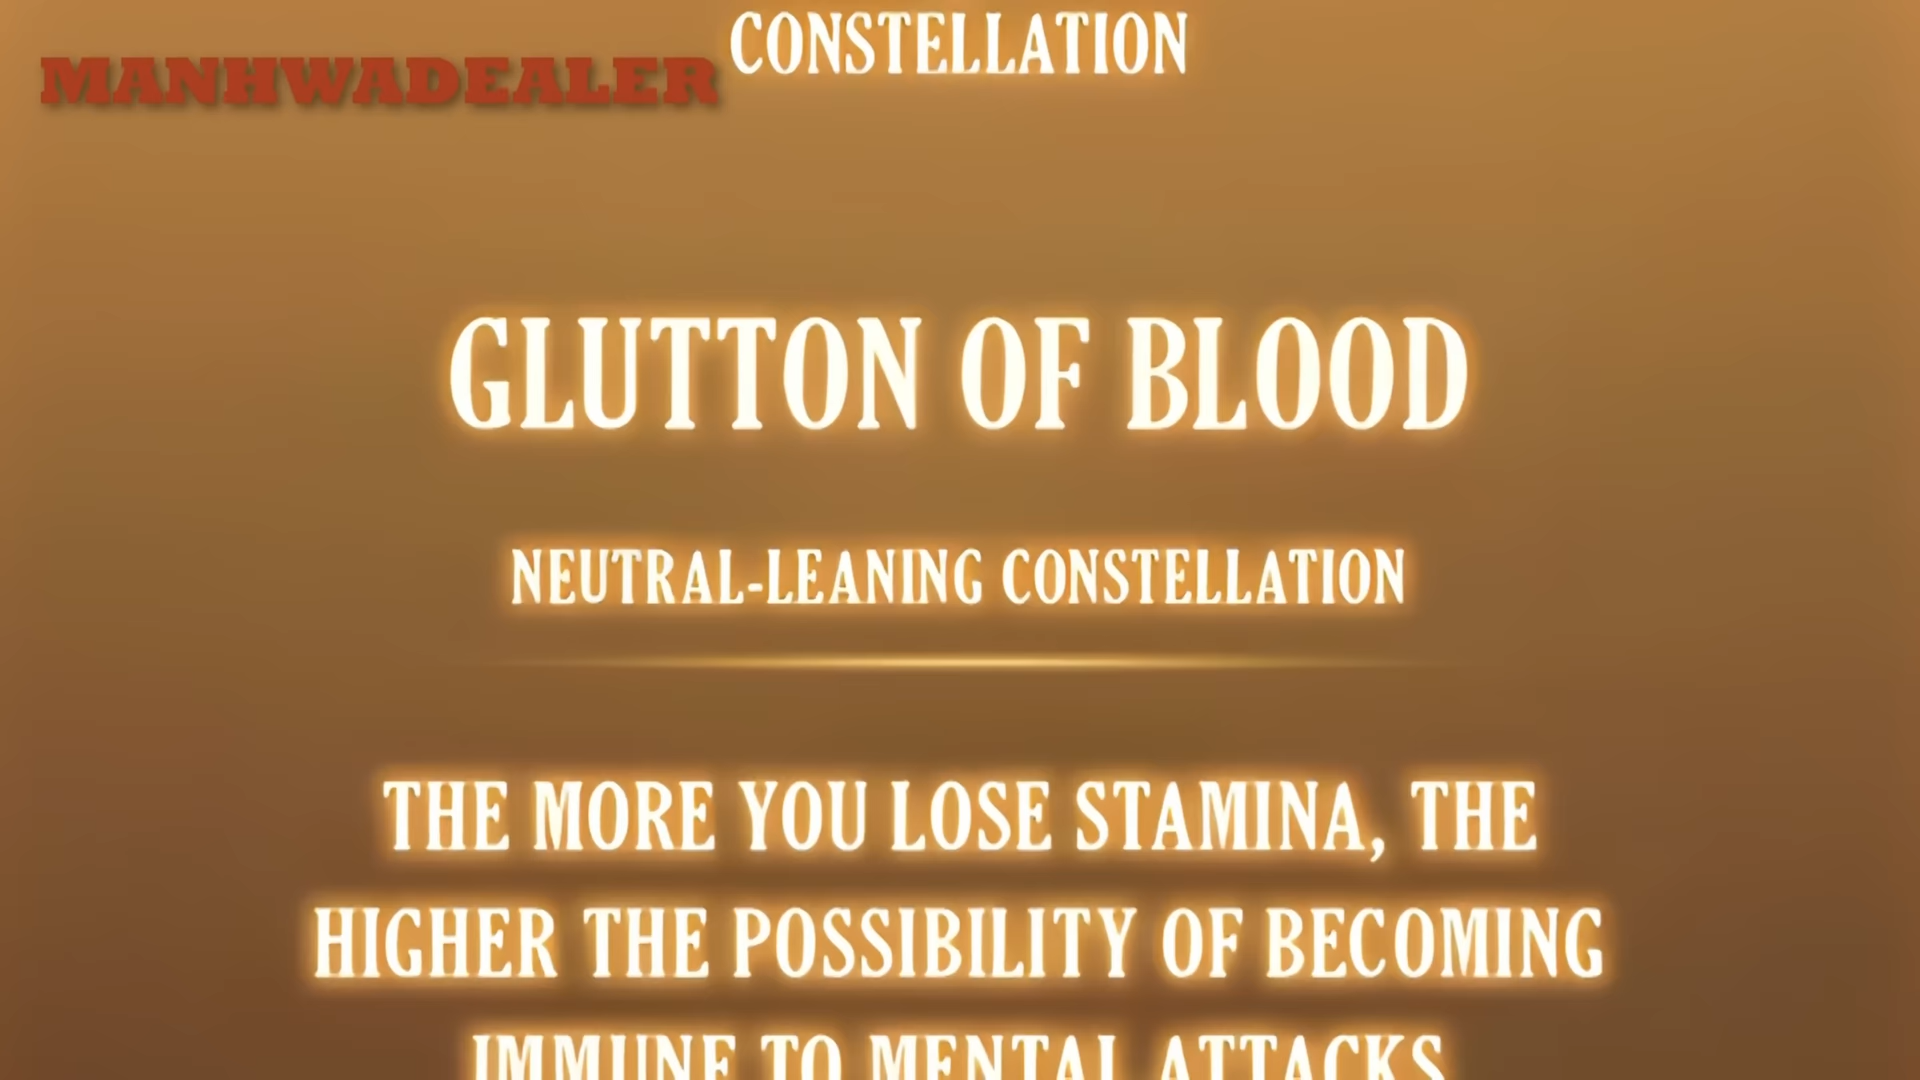 CONSTELLATION
MANHWADEALER
GLUTTON OF BLOOD
NEUTRAL-LEANING CONSTELLATION
THE MORE YOU LOSE STAMINA, THE
HIGHER THE POSSIBILITY OF BECOMING
IMMUNE TO MENTAL ATTACKS